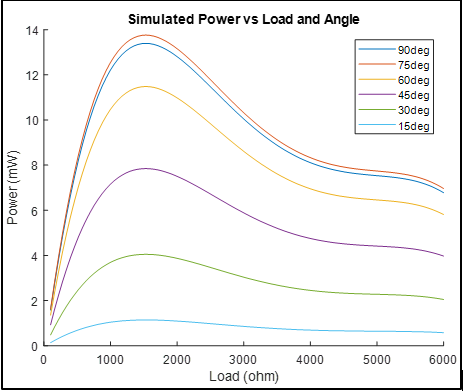 Simulated Power vs Load and Angle
14
12
10
8
6
4
2
0
Power (mW)
90deg
75deg
60deg
45deg
30deg
15deg
0 1000 2000 3000 4000 5000 6000
Load (ohm)